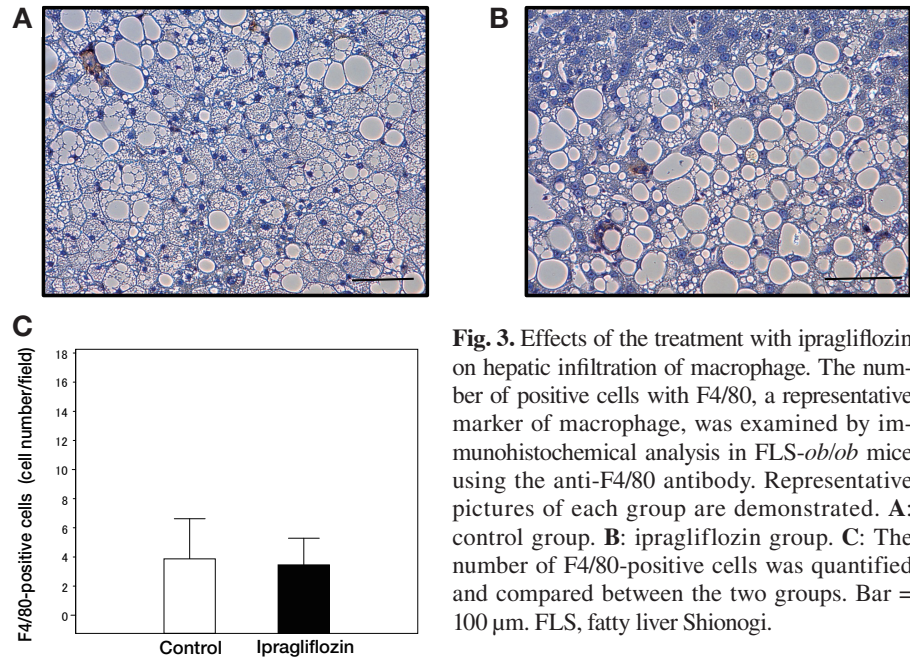 A
B
C
F4/80-positive cells (cell number/field)
18
16
14
12
10
8
6
4
2
0
Control
Ipragliflozin
Fig. 3. Effects of the treatment with ipragliflozin
on hepatic infiltration of macrophage. The num-
ber of positive cells with F4/80, a representative
marker of macrophage, was examined by im-
munohistochemical analysis in FLS-ob/ob mice
using the anti-F4/80 antibody. Representative
pictures of each group are demonstrated. A:
control group. B: ipragliflozin group. C: The
number of F4/80-positive cells was quantified
and compared between the two groups. Bar =
100 µm. FLS, fatty liver Shionogi.